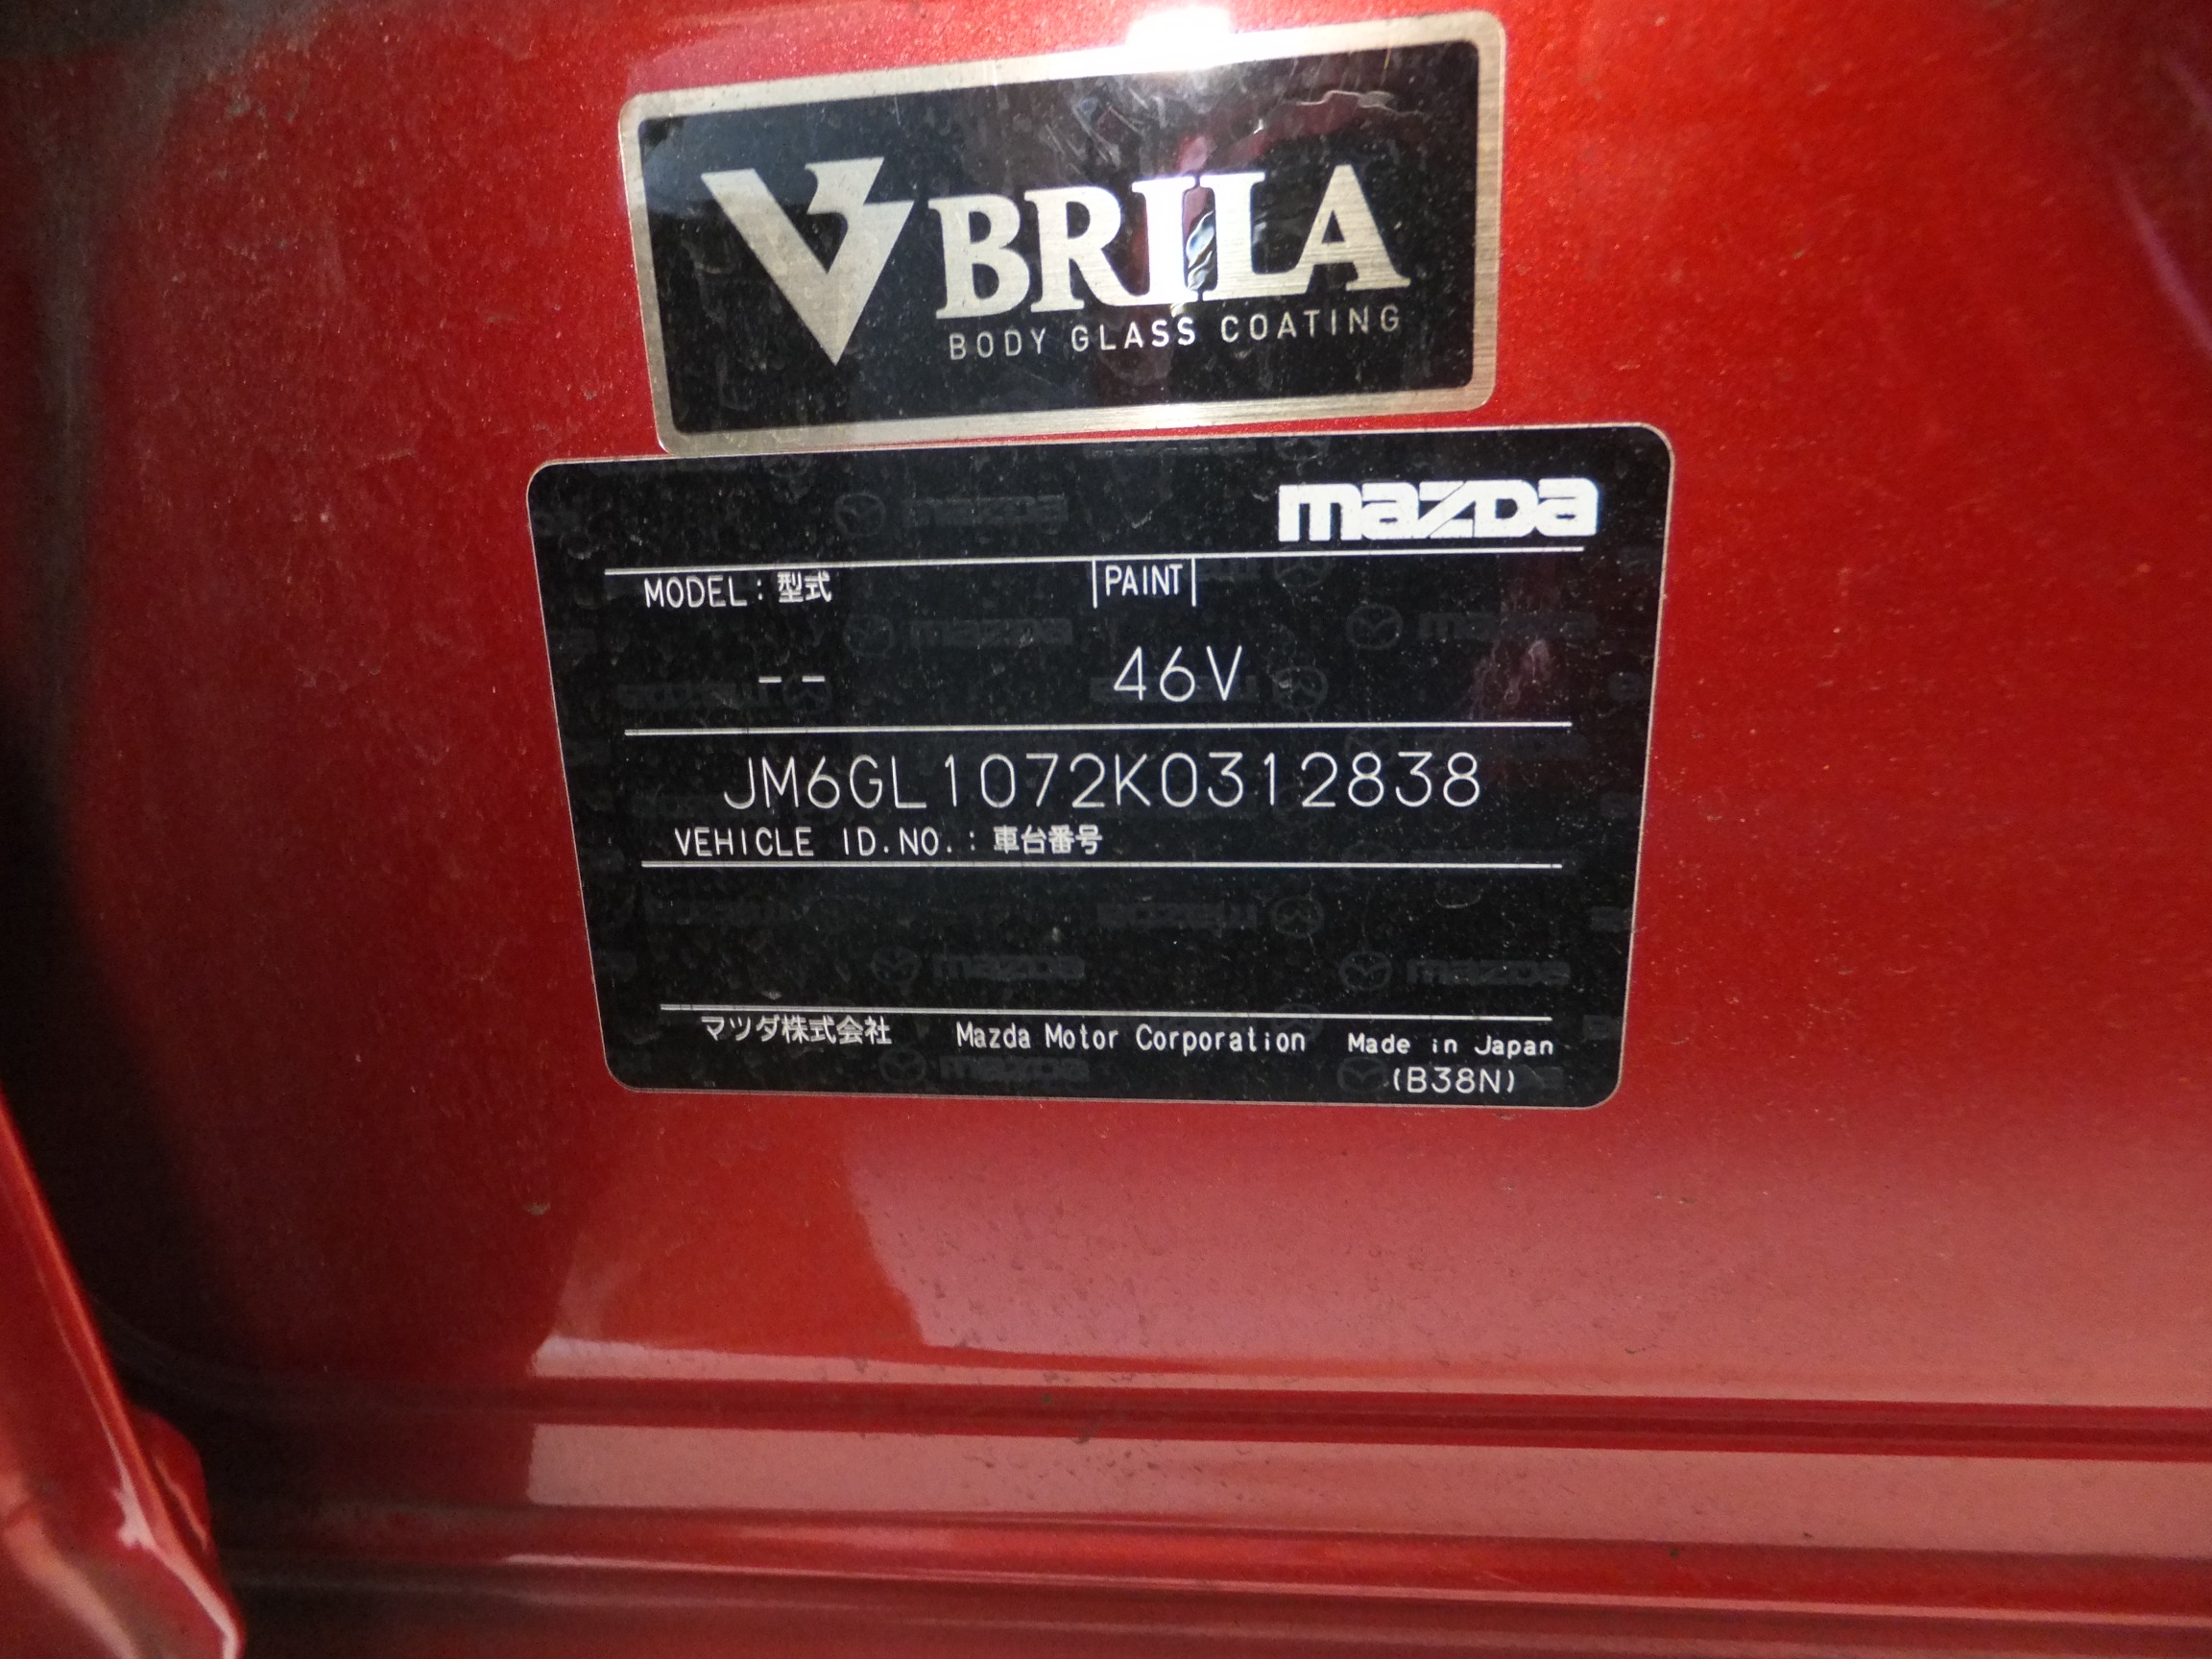 V BRILA
BODY GLASS COATING
mazda
MODEL : 型式 PAINT
-- 46V
JM6GL1072K0312838
VEHICLE ID.NO. : 車台番号
マツダ株式会社 Mazda Motor Corporation Made in Japan
(B38N)